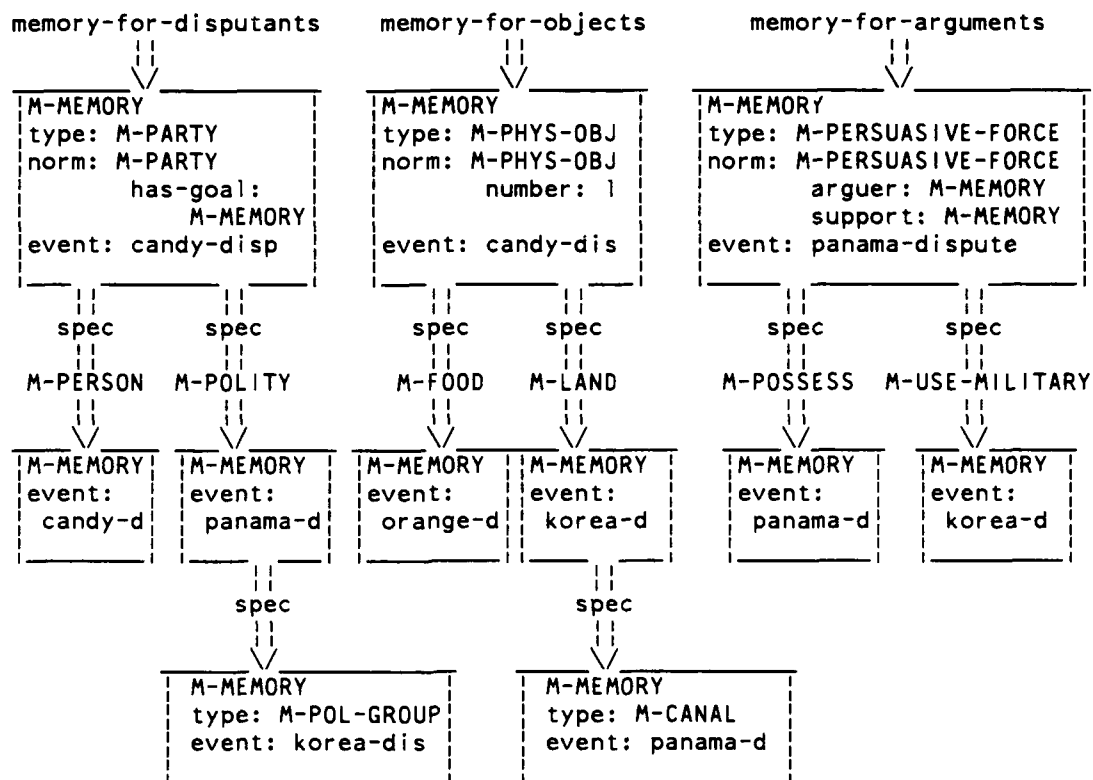 memory-for-disputants memory-for-objects memory-for-arguments
M-MEMORY M-MEMORY M-MEMORY
type: M-PARTY type: M-PHYS-OBJ type: M-PERSUASIVE-FORCE
norm: M-PARTY norm: M-PHYS-OBJ norm: M-PERSUASIVE-FORCE
has-goal: number: 1 arguer: M-MEMORY
M-MEMORY support: M-MEMORY
event: candy-disp event: candy-dis event: panama-dispute
spec spec spec spec spec spec
M-PERSON M-POLITY M-FOOD M-LAND M-POSSESS M-USE-MILITARY
M-MEMORY M-MEMORY M-MEMORY M-MEMORY M-MEMORY M-MEMORY
event: event: event: event: event: event:
candy-d panama-d orange-d korea-d panama-d korea-d
spec spec
M-MEMORY M-MEMORY
type: M-POL-GROUP type: M-CANAL
event: korea-dis event: panama-d